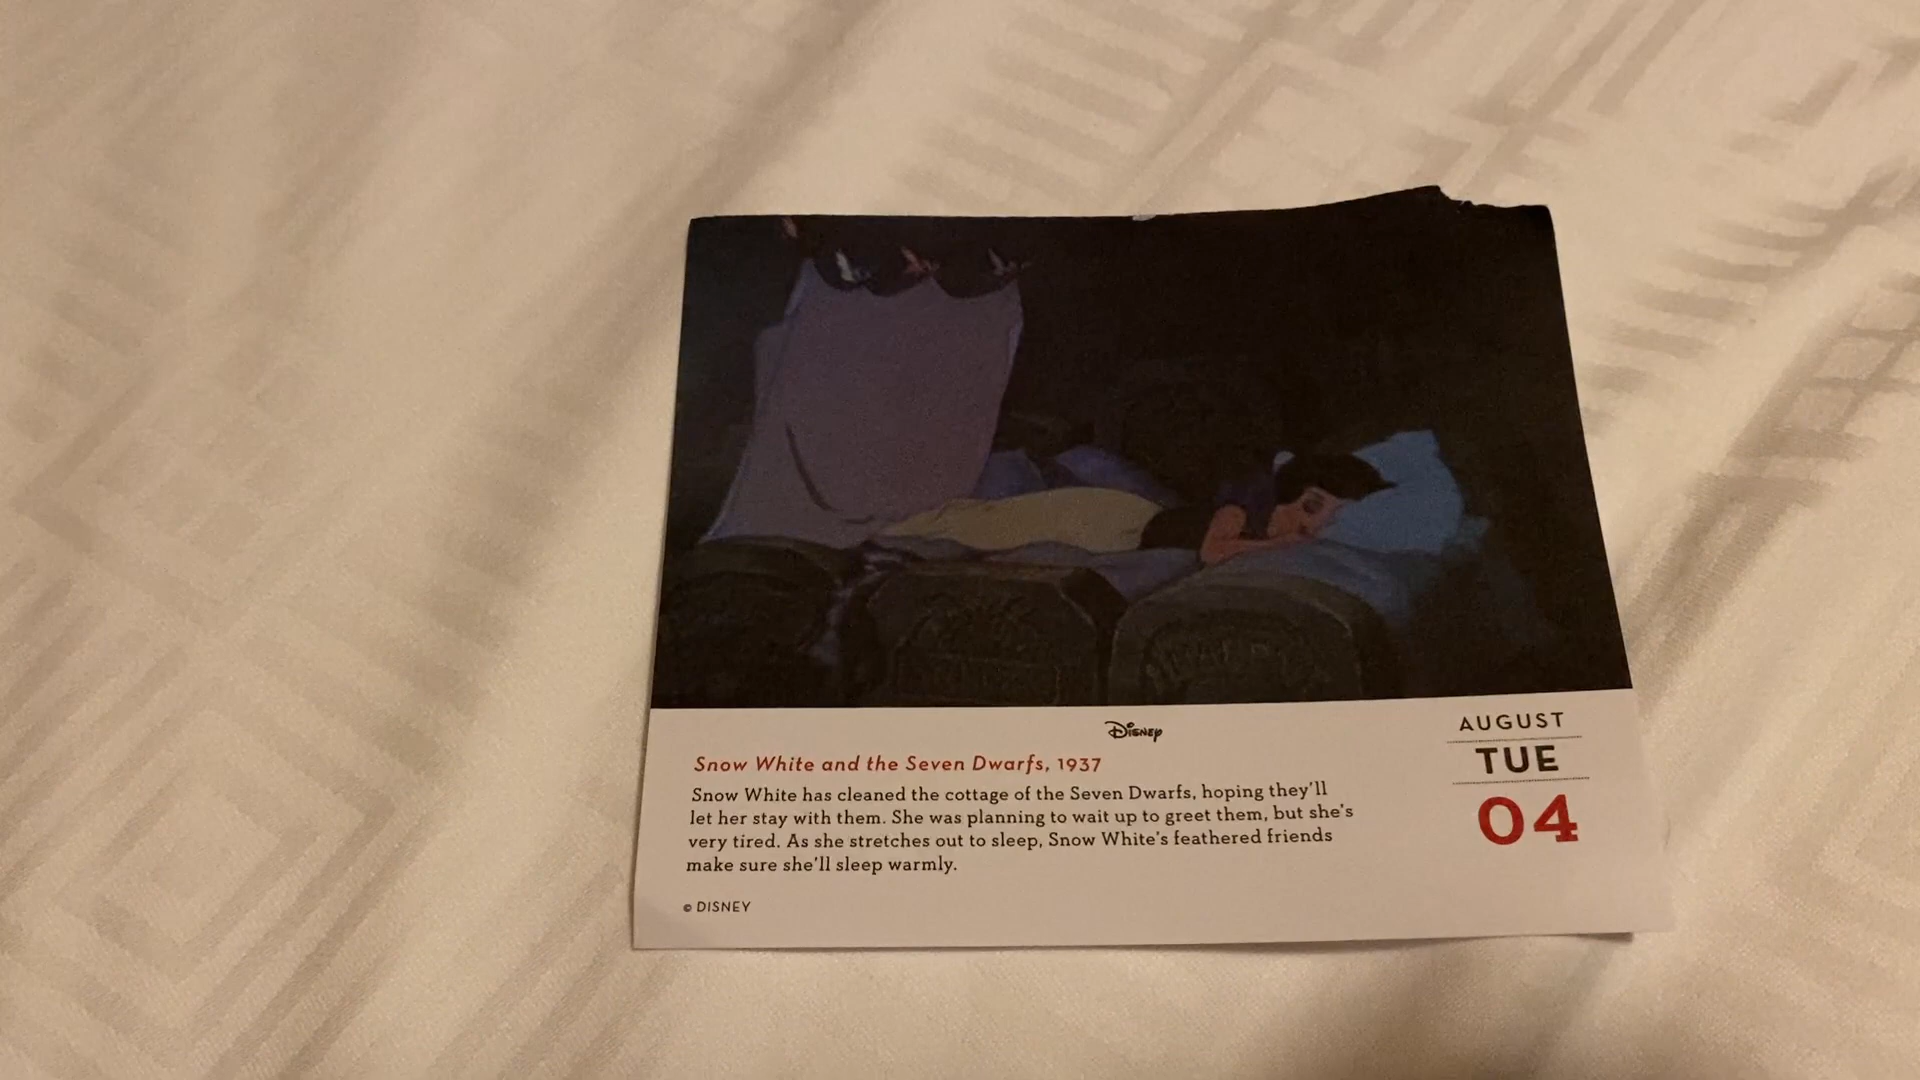 Disney
Snow White and the Seven Dwarfs, 1937
Snow White has cleaned the cottage of the Seven Dwarfs, hoping they'll
let her stay with them. She was planning to wait up to greet them, but she's
very tired. As she stretches out to sleep, Snow White's feathered friends
make sure she'll sleep warmly.
© DISNEY
AUGUST
TUE
04